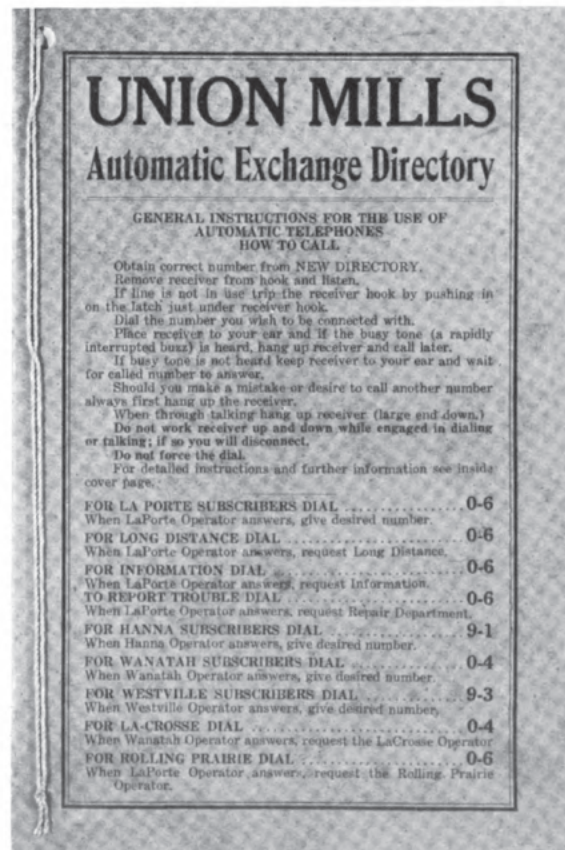 UNION MILLS
Automatic Exchange Directory
GENERAL INSTRUCTIONS FOR THE USE OF
AUTOMATIC TELEPHONES
HOW TO CALL
Obtain correct number from NEW DIRECTORY.
Remove receiver from hook and listen.
If line is not in use trip the receiver hook by pushing in
on the latch just under receiver hook.
Dial the number you wish to be connected with.
Place receiver to your ear and if the busy tone (a rapidly
interrupted buzz) is heard, hang up receiver and call later.
If busy tone is not heard keep receiver to your ear and wait
for called number to answer.
Should you make a mistake or desire to call another number
always first hang up the receiver.
When through talking hang up receiver (large end down.)
Do not work receiver up and down while engaged in dialing
or talking; if so you will disconnect.
Do not force the dial.
For detailed instructions and further information see inside
cover page.
FOR LA PORTE SUBSCRIBERS DIAL ................ 0-6
When LaPorte Operator answers, give desired number.
FOR LONG DISTANCE DIAL ........................ 0-6
When LaPorte Operator answers, request Long Distance.
FOR INFORMATION DIAL .......................... 0-6
When LaPorte Operator answers, request Information.
TO REPORT TROUBLE DIAL ........................ 0-6
When LaPorte Operator answers, request Repair Department.
FOR HANNA SUBSCRIBERS DIAL .................... 9-1
When Hanna Operator answers, give desired number.
FOR WANATAH SUBSCRIBERS DIAL .................. 0-4
When Wanatah Operator answers, give desired number.
FOR WESTVILLE SUBSCRIBERS DIAL ................ 9-3
When Westville Operator answers, give desired number.
FOR LA-CROSSE DIAL ............................ 0-4
When Wanatah Operator answers, request the LaCrosse Operator
FOR ROLLING PRAIRIE DIAL ...................... 0-6
When LaPorte Operator answers, request the Rolling Prairie
Operator.